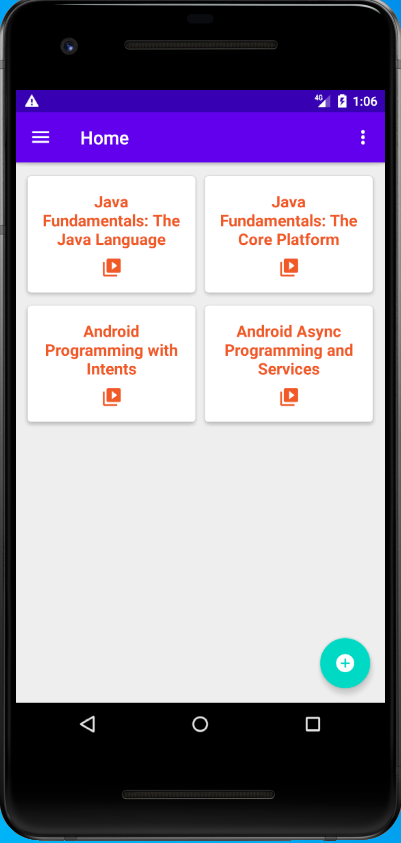 4G 1:06
Home
Java
Fundamentals: The
Java Language
Java
Fundamentals: The
Core Platform
Android
Programming with
Intents
Android Async
Programming and
Services